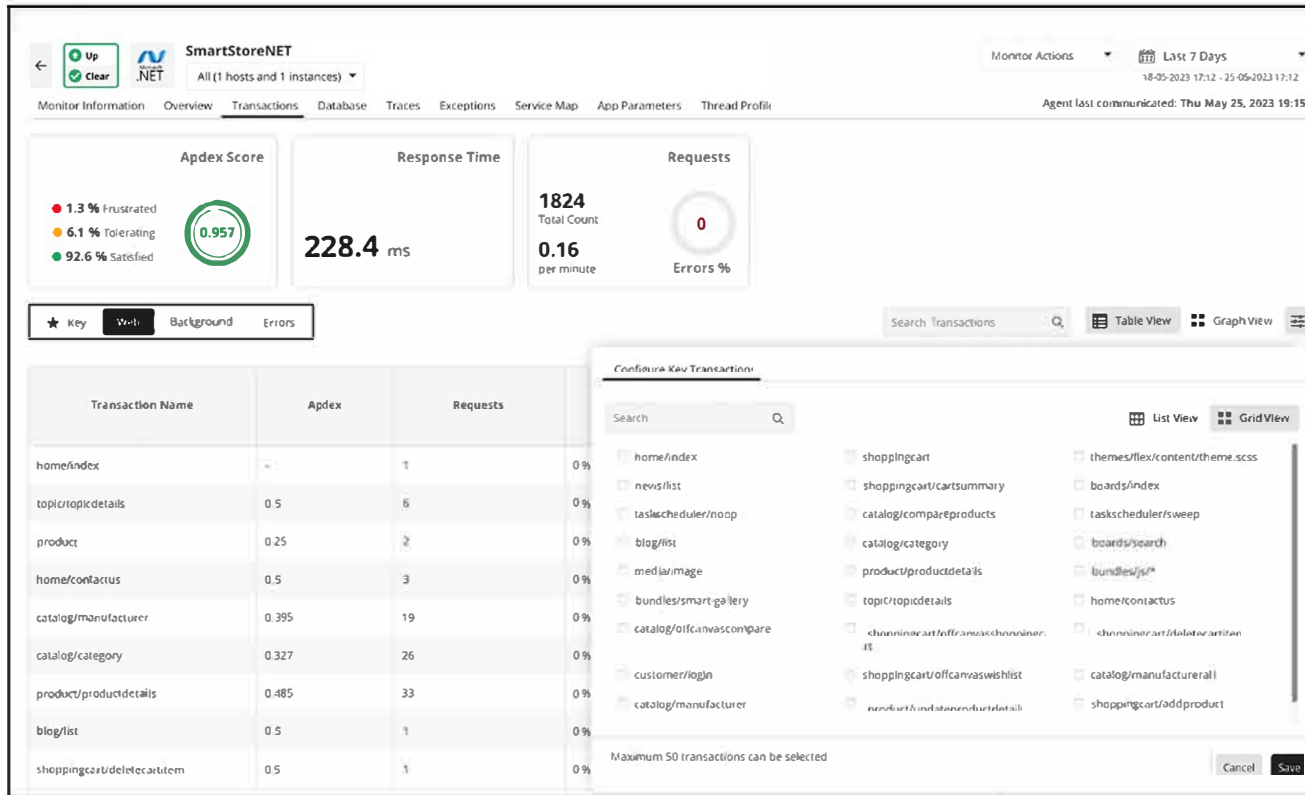 Up
Clear
Microsoft
.NET
SmartStoreNET
All (1 hosts and 1 instances)
Monitor Actions
Last 7 Days
18-05-2023 17:12 - 25-05-2023 17:12
Monitor Information Overview Transactions Database Traces Exceptions Service Map App Parameters Thread Profil
Agent last communicated: Thu May 25, 2023 19:15
Apdex Score
1.3 % Frustrated
6.1 % Tolerating
92.6 % Satisfied
0.957
Response Time
228.4 ms
Requests
1824
Total Count
0.16
per minute
0
Errors %
Key Web Background Errors
Search Transactions
Table View Graph View
Transaction Name Apdex Requests
home/index - 1 0 %
topic/topicdetails 0.5 6 0 %
product 0.25 2 0 %
home/contactus 0.5 3 0 %
catalog/manufacturer 0.395 19 0 %
catalog/category 0.327 26 0 %
product/productdetails 0.485 33 0 %
blog/list 0.5 1 0 %
shoppingcart/deletecartitem 0.5 1 0 %
Configure Key Transactions
Search
List View Grid View
home/index shoppingcart themes/flex/content/theme.scss
news/list shoppingcart/cartsummary boards/index
taskscheduler/noop catalog/compareproducts taskscheduler/sweep
blog/list catalog/category boards/search
media/image product/productdetails bundles/js/*
bundles/smart-gallery topic/topicdetails home/contactus
catalog/offcanvascompare shoppingcart/offcanvasshoppingca shoppingcart/deletecartitem
rt
customer/login shoppingcart/offcanvaswishlist catalog/manufacturerall
catalog/manufacturer product/updateproductdetails shoppingcart/addproduct
Maximum 50 transactions can be selected
Cancel Save